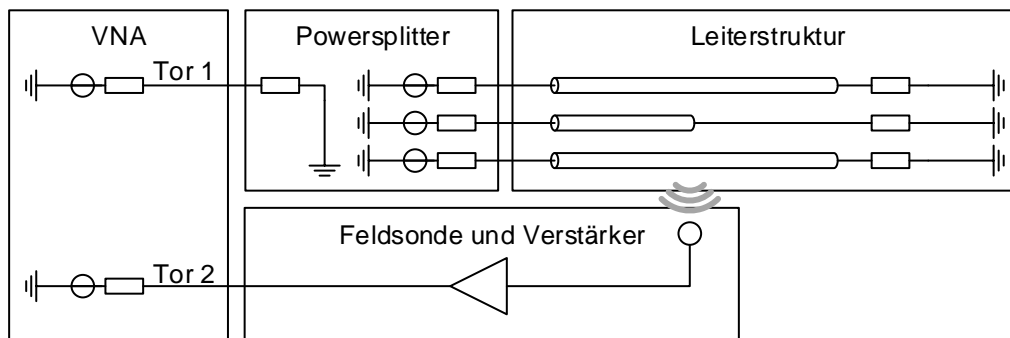 VNA
Powersplitter
Leiterstruktur
Tor 1
Feldsonde und Verstärker
Tor 2